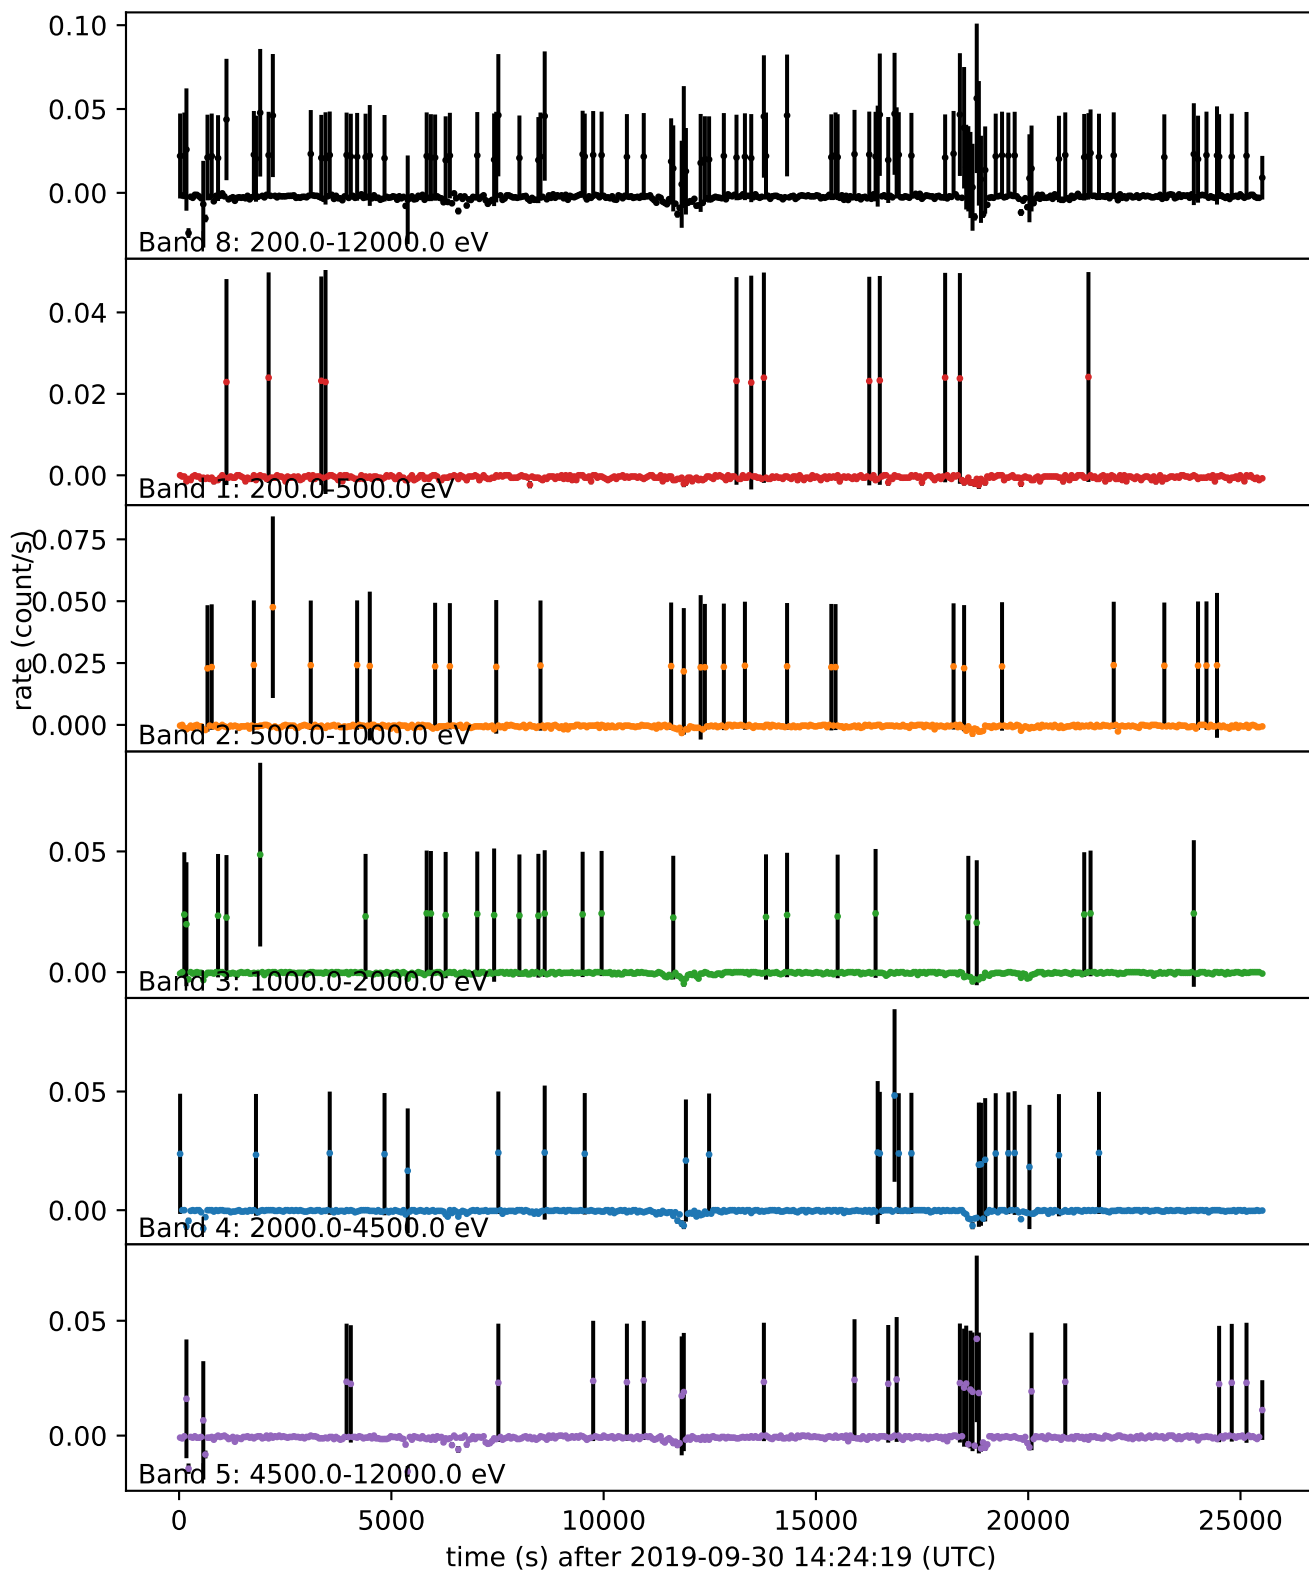 0.10
0.05
0.00
Band 8: 200.0-12000.0 eV
0.04
0.02
0.00
Band 1: 200.0-500.0 eV
rate (count/s)
0.075
0.050
0.025
0.000
Band 2: 500.0-1000.0 eV
0.05
0.00
Band 3: 1000.0-2000.0 eV
0.05
0.00
Band 4: 2000.0-4500.0 eV
0.05
0.00
Band 5: 4500.0-12000.0 eV
0 5000 10000 15000 20000 25000
time (s) after 2019-09-30 14:24:19 (UTC)